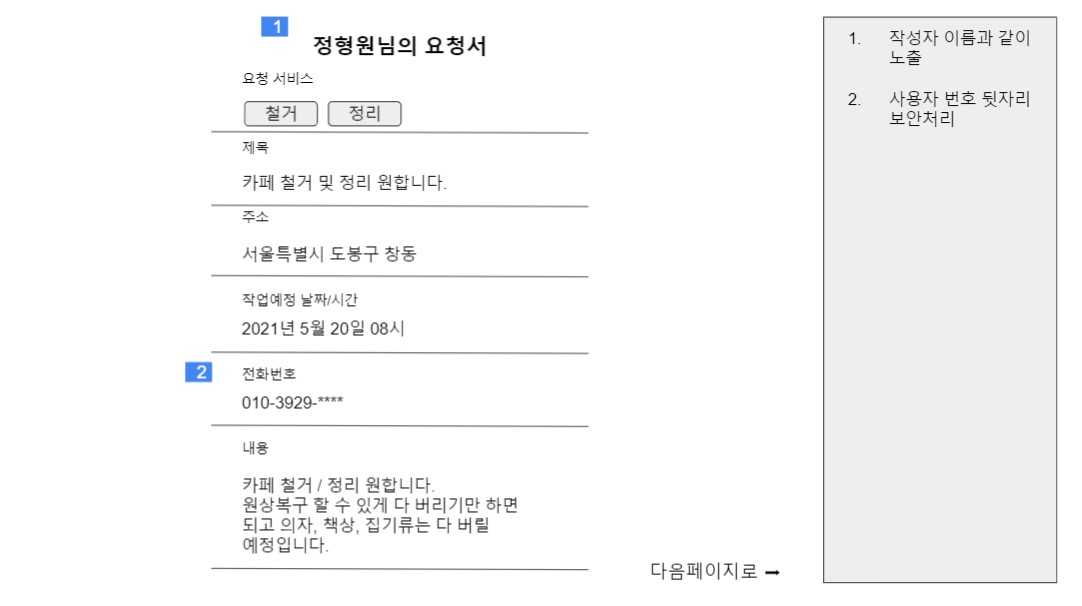 1
정형원님의 요청서
요청 서비스
철거 정리
제목
카페 철거 및 정리 원합니다.
주소
서울특별시 도봉구 창동
작업예정 날짜/시간
2021년 5월 20일 08시
2 전화번호
010-3929-****
내용
카페 철거 / 정리 원합니다.
원상복구 할 수 있게 다 버리기만 하면
되고 의자, 책상, 집기류는 다 버릴
예정입니다.
다음페이지로 ➞
1. 작성자 이름과 같이
노출
2. 사용자 번호 뒷자리
보안처리